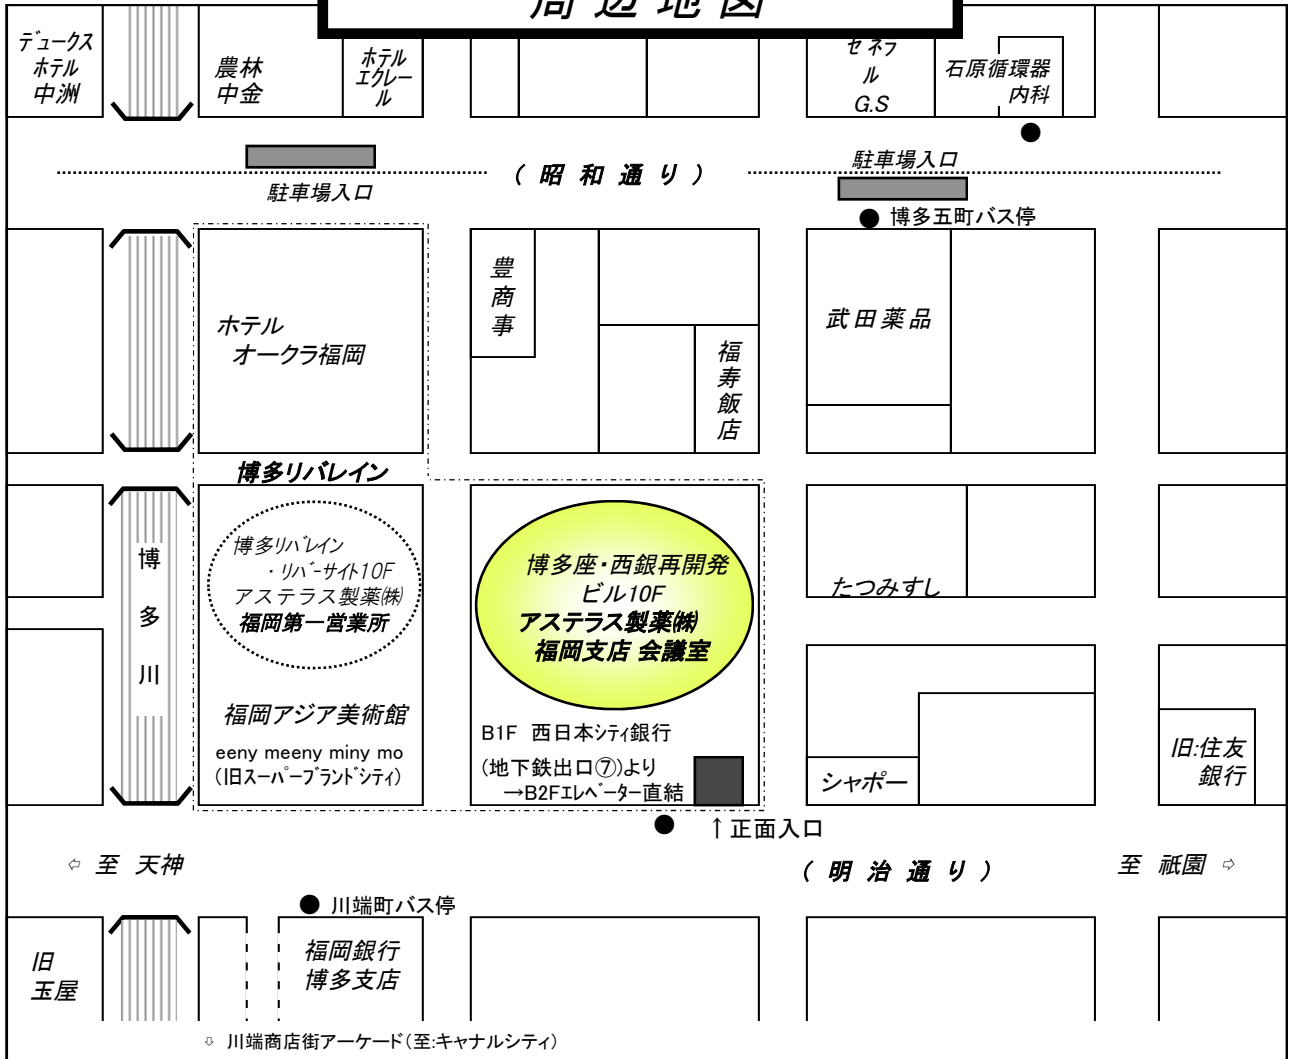 周辺地図
デュークス
ホテル
中洲
農林
中金
ホテル
エクレー
ル
セネフ
ル
G.S
石原循環器
内科
駐車場入口
(昭和通り)
駐車場入口
博多五町バス停
ホテル
オークラ福岡
豊
商
事
福
寿
飯
店
武田薬品
博多リバレイン
博
多
川
博多リバレイン
・リバーサイト10F
アステラス製薬㈱
福岡第一営業所
博多座・西銀再開発
ビル10F
アステラス製薬㈱
福岡支店 会議室
たつみすし
福岡アジア美術館
eeny meeny miny mo
(旧スーパーブランドシティ)
B1F 西日本シティ銀行
(地下鉄出口⑦)より
→B2Fエレベーター直結
シャポー
旧:住友
銀行
↑正面入口
⇦ 至 天神
(明治通り)
至 祇園 ⇨
川端町バス停
旧
玉屋
福岡銀行
博多支店
⇩ 川端商店街アーケード(至:キャナルシティ)